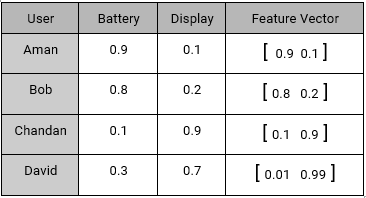 User Battery Display Feature Vector
Aman 0.9 0.1 [ 0.9 0.1 ]
Bob 0.8 0.2 [ 0.8 0.2 ]
Chandan 0.1 0.9 [ 0.1 0.9 ]
David 0.3 0.7 [ 0.01 0.99 ]